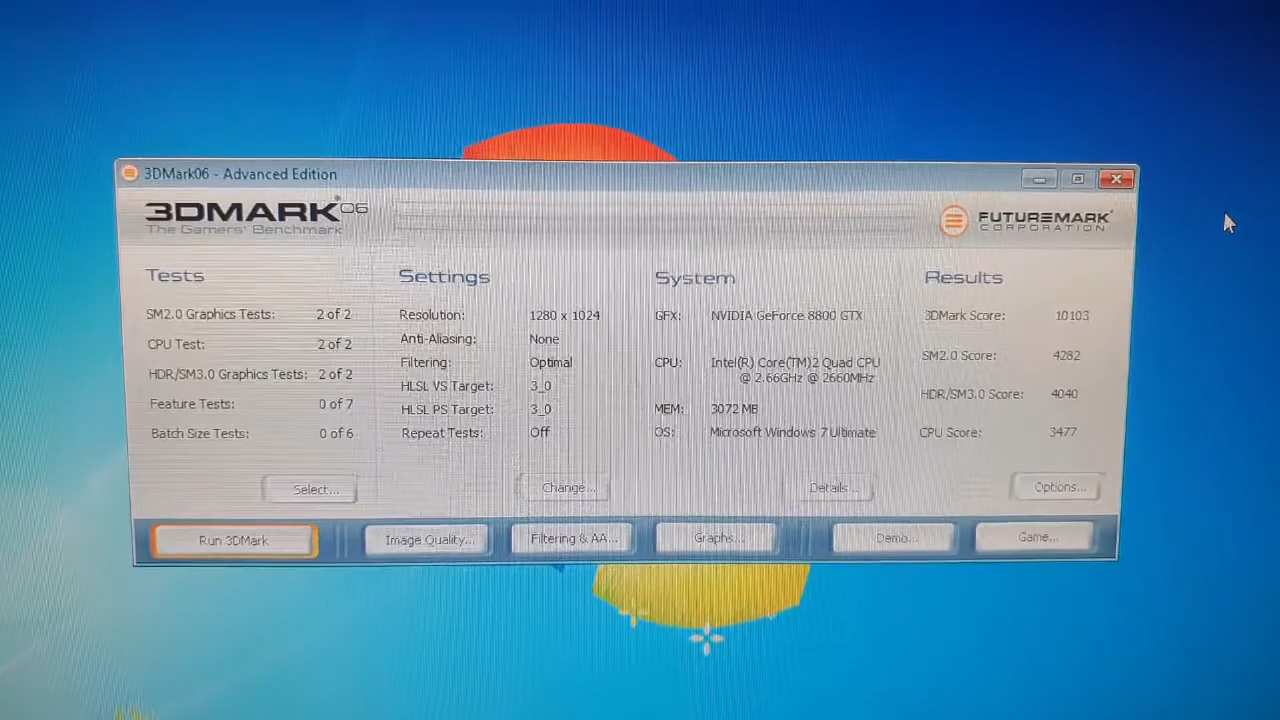 3DMark06 - Advanced Edition
3DMARK®06
The Gamers' Benchmark
FUTUREMARK®
CORPORATION
Tests
SM2.0 Graphics Tests: 2 of 2
CPU Test: 2 of 2
HDR/SM3.0 Graphics Tests: 2 of 2
Feature Tests: 0 of 7
Batch Size Tests: 0 of 6
Select...
Settings
Resolution: 1280 x 1024
Anti-Aliasing: None
Filtering: Optimal
HLSL VS Target: 3_0
HLSL PS Target: 3_0
Repeat Tests: Off
Change...
System
GFX: NVIDIA GeForce 8800 GTX
CPU: Intel(R) Core(TM)2 Quad CPU
@ 2.66GHz @ 2660MHz
MEM: 3072 MB
OS: Microsoft Windows 7 Ultimate
Details...
Results
3DMark Score: 10103
SM2.0 Score: 4282
HDR/SM3.0 Score: 4040
CPU Score: 3477
Options...
Run 3DMark
Image Quality...
Filtering & AA...
Graphs...
Demo...
Game...